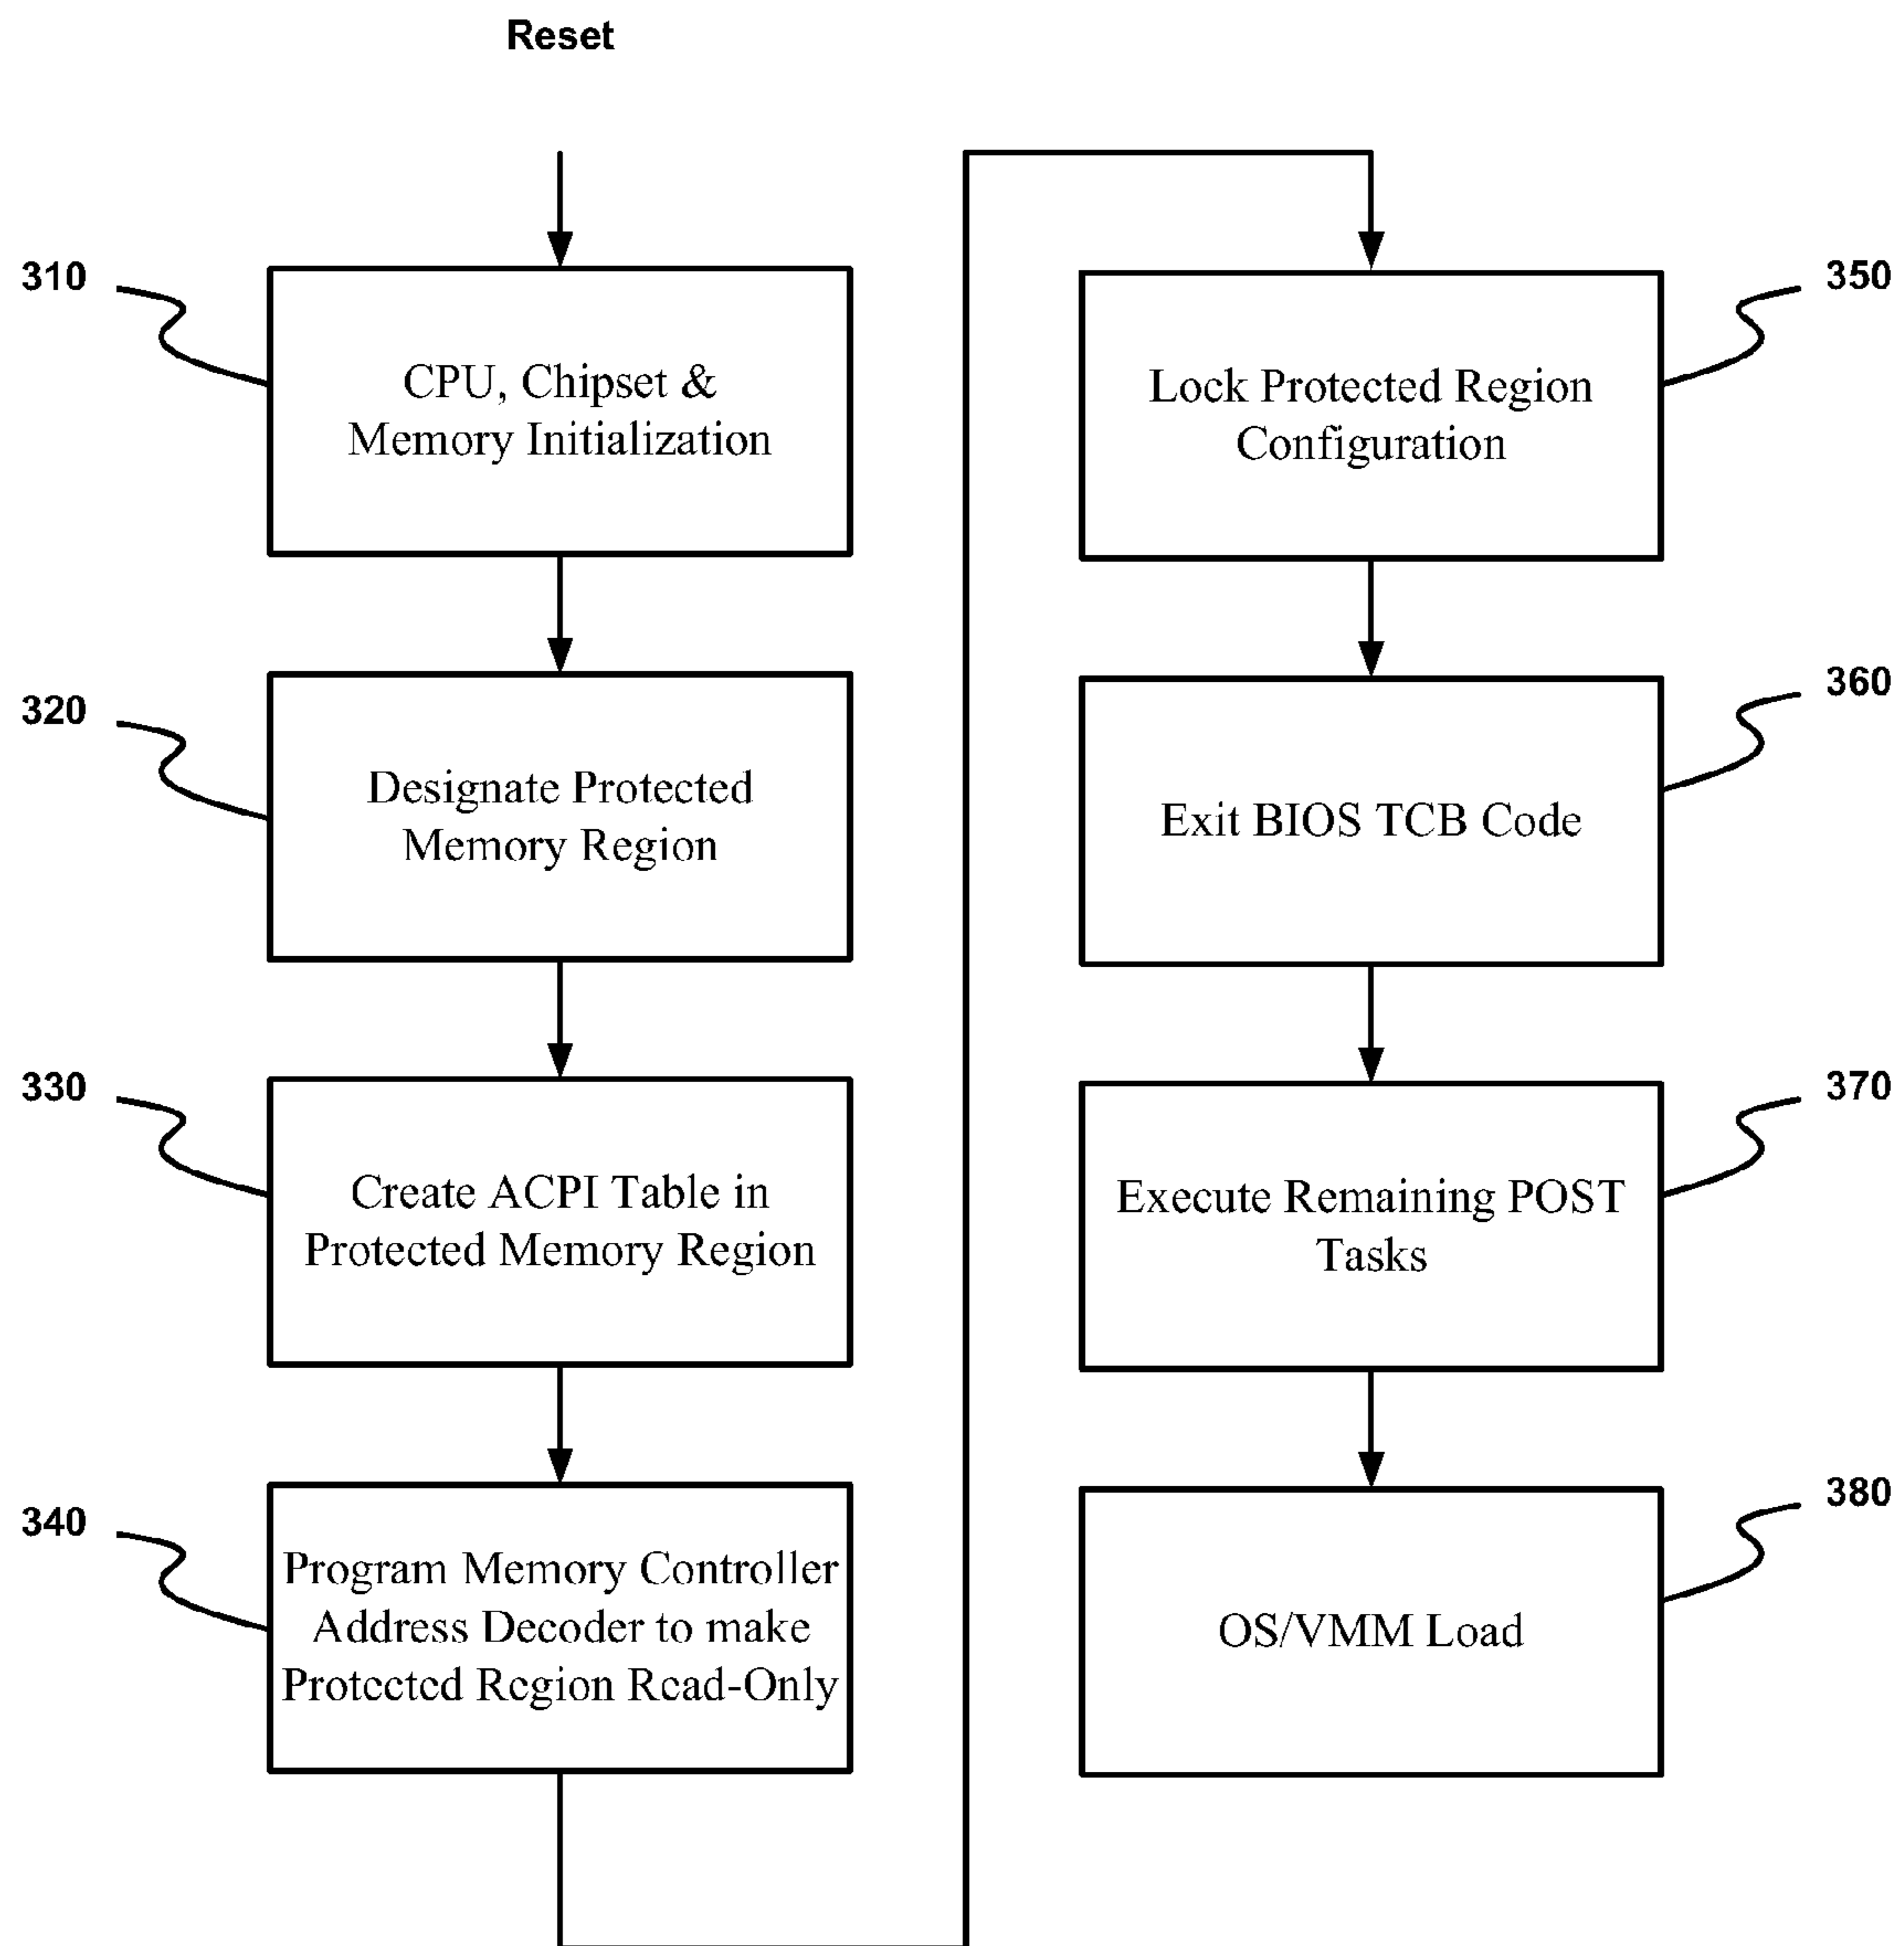 Reset
310
CPU, Chipset &
Memory Initialization
320
Designate Protected
Memory Region
330
Create ACPI Table in
Protected Memory Region
340
Program Memory Controller
Address Decoder to make
Protected Region Read-Only
350
Lock Protected Region
Configuration
360
Exit BIOS TCB Code
370
Execute Remaining POST
Tasks
380
OS/VMM Load